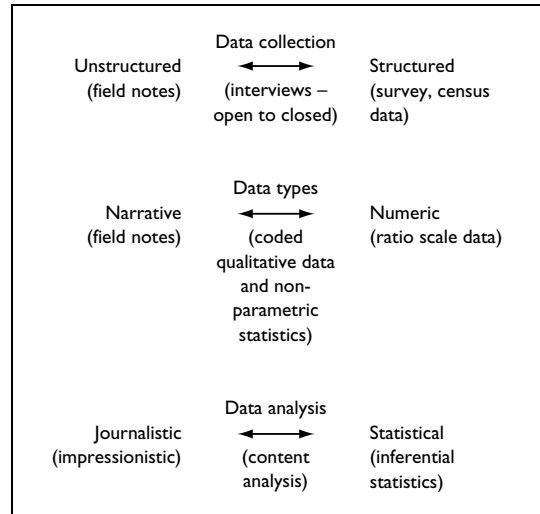 Data collection
Unstructured Structured
(field notes) (interviews – (survey, census
open to closed) data)
Data types
Narrative Numeric
(field notes) (coded (ratio scale data)
qualitative data
and non-
parametric
statistics)
Data analysis
Journalistic Statistical
(impressionistic) (content (inferential
analysis) statistics)